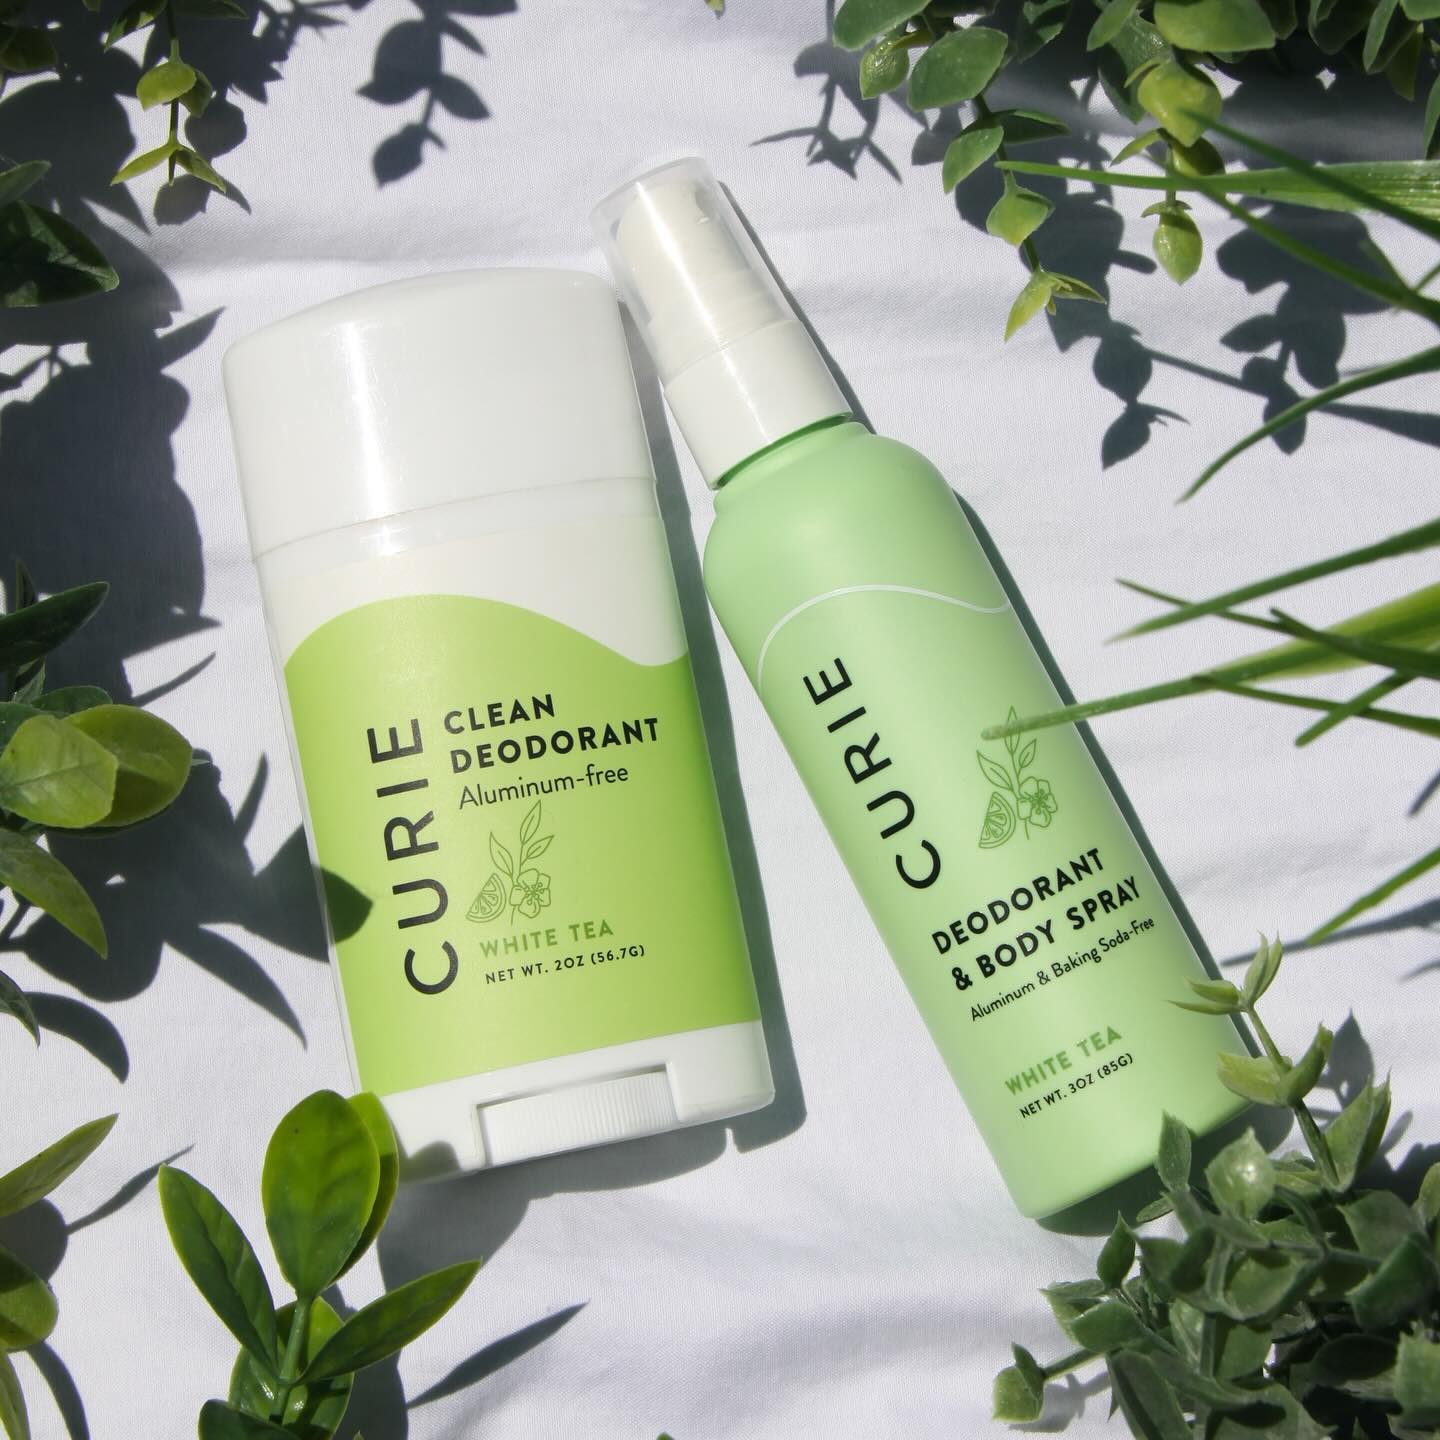 CURIE
CLEAN
DEODORANT
Aluminum-free
WHITE TEA
NET WT. 2OZ (56.7G)
CURIE
DEODORANT
& BODY SPRAY
Aluminum & Baking Soda-Free
WHITE TEA
NET WT. 3OZ (85G)